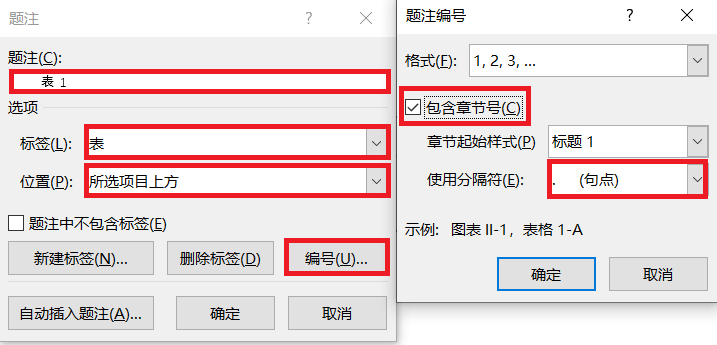 题注
?
题注(C):
表 1
选项
标签(L):
表
位置(P):
所选项目上方
题注中不包含标签(E)
新建标签(N)...
删除标签(D)
编号(U)...
自动插入题注(A)...
确定
取消
题注编号
?
格式(F):
1, 2, 3, ...
包含章节号(C)
章节起始样式(P)
标题 1
使用分隔符(E):
. (句点)
示例: 图表 II-1，表格 1-A
确定
取消